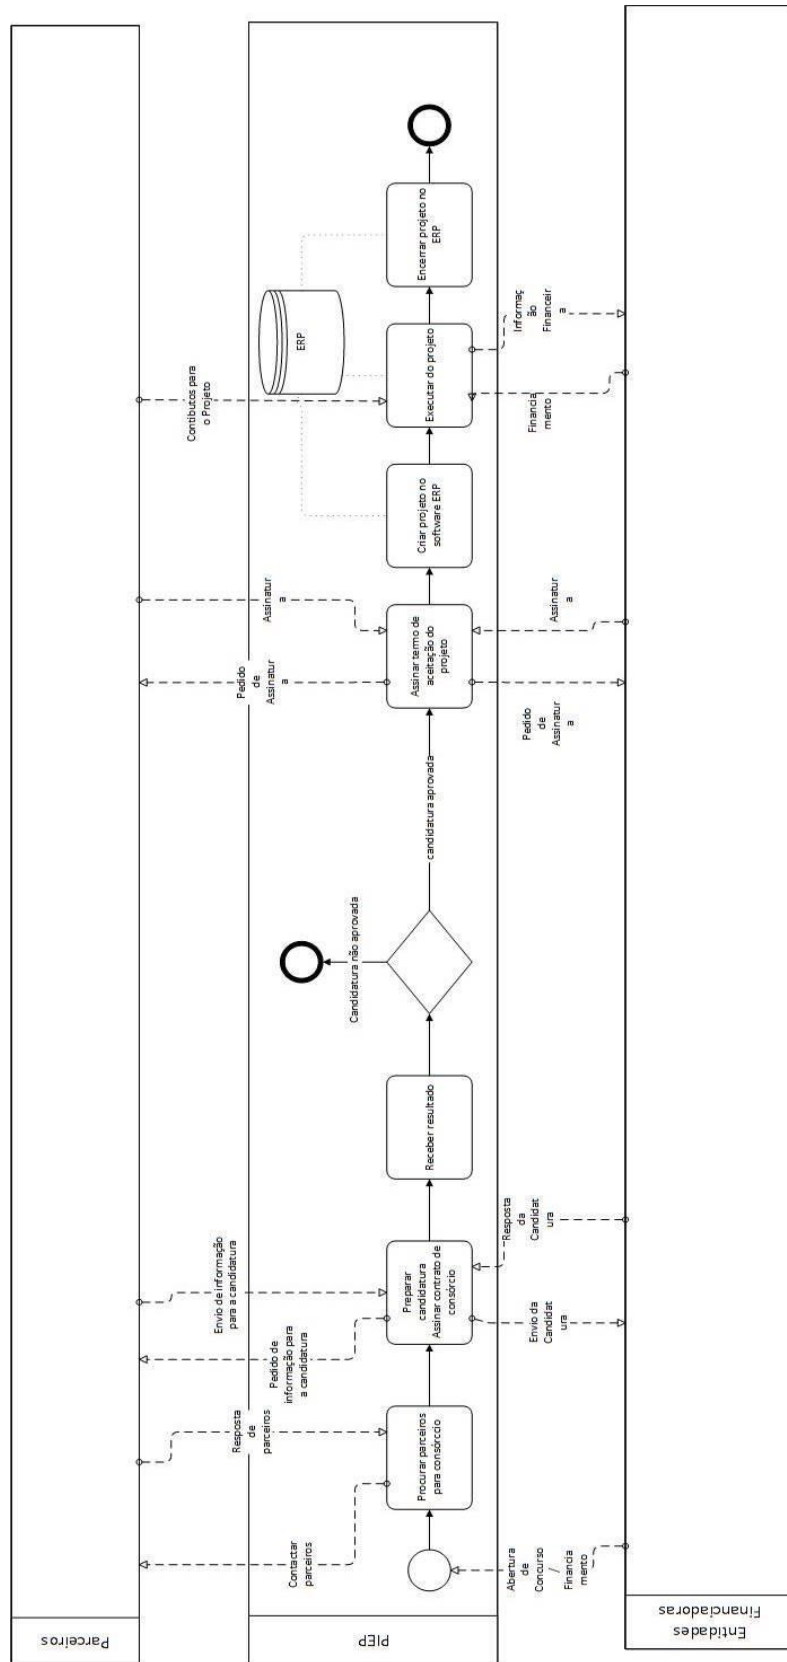 Parceiros
PIEP
Entidades
Financiadoras
Abertura
de
Concurso
Financia
mento
Contactar
parceiros
Procurar parceiros
para consórccio
Resposta
de
parceiros
Pedido de
informação para
a candidatura
Envio de informação
para a candidatura
Preparar
candidatura
Assinar contrato de
consórcio
Envio da
Candidat
ura
Resposta
da
Candidat
ura
Receber resultado
Candidatura não aprovada
candidatura aprovada
Pedido
de
Assinatur
a
Assinatur
a
Assinar termo de
aceitação do
projeto
Pedido
de
Assinatur
a
Assinatur
a
Criar projeto no
software ERP
Contibutos para
o Projeto
ERP
Executar do projeto
Financia
mento
Informaç
ão
Financeir
a
Encerrar projeto no
ERP